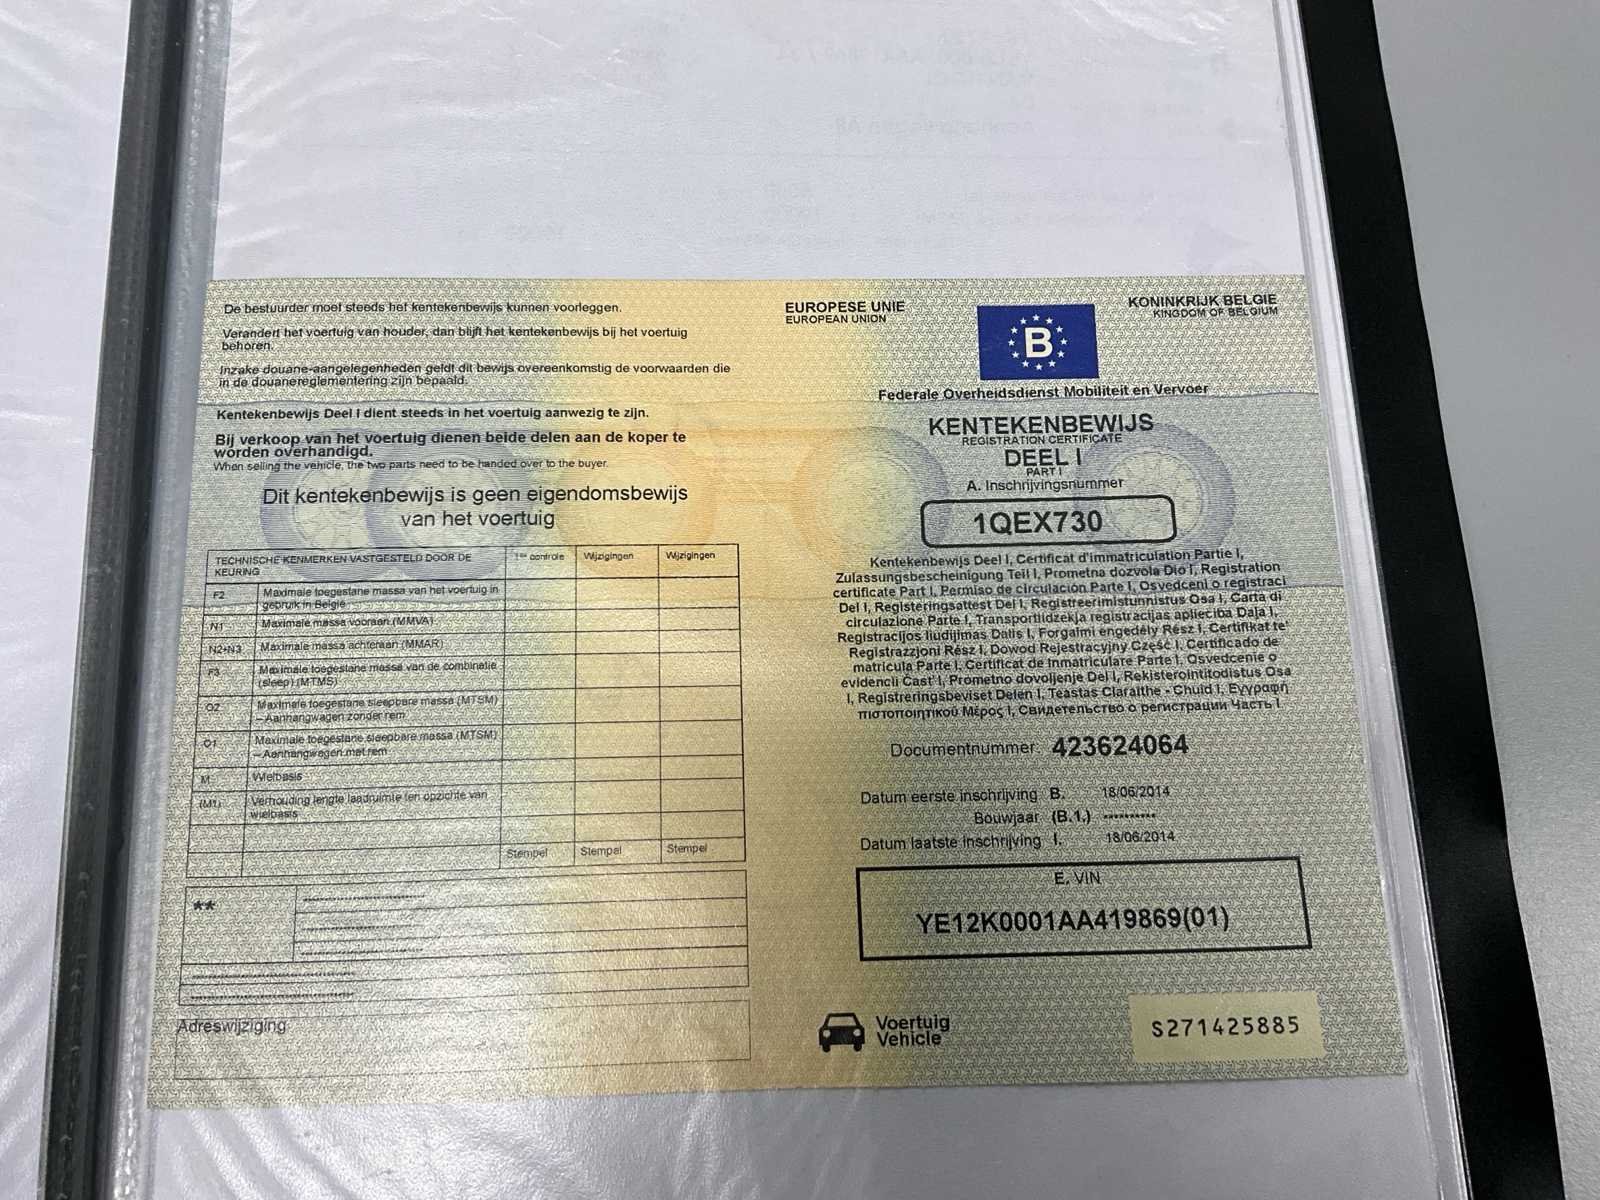 De bestuurder moet steeds het kentekenbewijs kunnen voorleggen.
Verandert het voertuig van houder, dan blijft het kentekenbewijs bij het voertuig
behoren.
Inzake douane-aangelegenheden geldt dit bewijs overeenkomstig de voorwaarden die
in de douanereglementering zijn bepaald.
Kentekenbewijs Deel I dient steeds in het voertuig aanwezig te zijn.
Bij verkoop van het voertuig dienen beide delen aan de koper te
worden overhandigd.
When selling the vehicle, the two parts need to be handed over to the buyer.
Dit kentekenbewijs is geen eigendomsbewijs
van het voertuig
TECHNISCHE KENMERKEN VASTGESTELD DOOR DE
KEURING
1ste controle
Wijzigingen
Wijzigingen
F2 Maximale toegestane massa van het voertuig in
gebruik in België
N1 Maximale massa vooraan (MMVA)
N2+N3 Maximale massa achteraan (MMAR)
F3 Maximale toegestane massa van de combinatie
(sleep) (MTMS)
O2 Maximale toegestane sleepbare massa (MTSM)
– Aanhangwagen zonder rem
O1 Maximale toegestane sleepbare massa (MTSM)
– Aanhangwagen met rem
M Wielbasis
(M1) Verhouding lengte laadruimte ten opzichte van
wielbasis
Stempel Stempel Stempel
**
Adreswijziging
EUROPESE UNIE
EUROPEAN UNION
B
KONINKRIJK BELGIE
KINGDOM OF BELGIUM
Federale Overheidsdienst Mobiliteit en Vervoer
KENTEKENBEWIJS
REGISTRATION CERTIFICATE
DEEL I
PART I
A. Inschrijvingsnummer
1QEX730
Kentekenbewijs Deel I, Certificat d'immatriculation Partie I,
Zulassungsbescheinigung Teil I, Prometna dozvola Dio I, Registration
certificate Part I, Permiso de circulación Parte I, Osvedceni o registraci
Del I, Registeringsattest Del I, Registreerimistunnistus Osa I, Carta di
circulazione Parte I, Transportlidzekja registracijas aplieciba Daļa I,
Registracijos liudijimas Dalis I, Forgalmi engedély Rész I, Certifikat te'
Registrazzjoni Rész I, Dowod Rejestracyjny Część I, Certificado de
matricula Parte I, Certificat de Inmatriculare Parte I, Osvedcenie o
evidencii Cast' I, Prometno dovoljenje Del I, Rekisterointitodistus Osa
I, Registreringsbeviset Delen I, Teastas Claraithe - Chuid I, Εγγραφή
πιστοποιητικού Μέρος I, Свидетельство о регистрации Часть I
Documentnummer. 423624064
Datum eerste inschrijving B. 18/06/2014
Bouwjaar (B.1.) **********
Datum laatste inschrijving I. 18/06/2014
E. VIN
YE12K0001AA419869(01)
Voertuig
Vehicle
S271425885